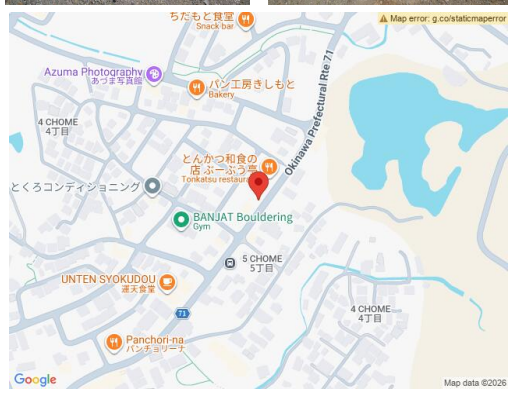 ちだもと食堂
Snack bar
Map error: g.co/staticmaperror
Azuma Photography
あづま写真館
パン工房きしもと
Bakery
Okinawa Prefectural Rte 71
4 CHOME
4丁目
とんかつ和食の
店 ぶーぶう亭
Tonkatsu restaura
とくろコンディショニング
BANJAT Bouldering
Gym
5 CHOME
5丁目
UNTEN SYOKUDOU
運天食堂
71
4 CHOME
4丁目
Panchori-na
パンチョリーナ
Google
Map data ©2026